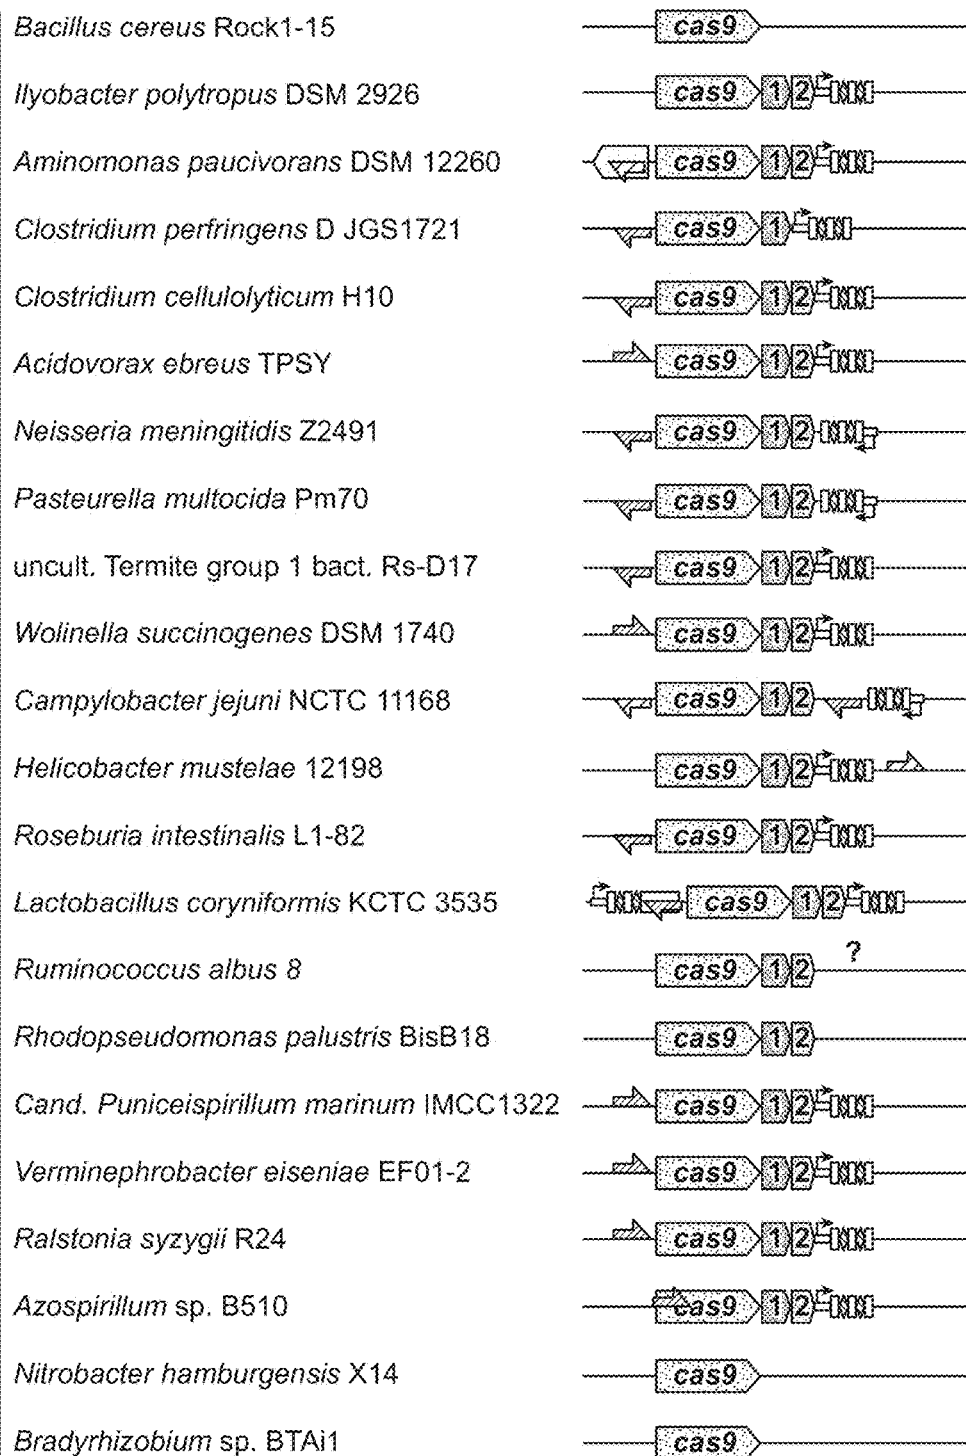 Bacillus cereus Rock1-15 cas9
Ilyobacter polytropus DSM 2926 cas9 1 2
Aminomonas paucivorans DSM 12260 cas9 1 2
Clostridium perfringens D JGS1721 cas9 1
Clostridium cellulolyticum H10 cas9 1 2
Acidovorax ebreus TPSY cas9 1 2
Neisseria meningitidis Z2491 cas9 1 2
Pasteurella multocida Pm70 cas9 1 2
uncult. Termite group 1 bact. Rs-D17 cas9 1 2
Wolinella succinogenes DSM 1740 cas9 1 2
Campylobacter jejuni NCTC 11168 cas9 1 2
Helicobacter mustelae 12198 cas9 1 2
Roseburia intestinalis L1-82 cas9 1 2
Lactobacillus coryniformis KCTC 3535 cas9 1 2
Ruminococcus albus 8 cas9 1 2 ?
Rhodopseudomonas palustris BisB18 cas9 1 2
Cand. Puniceispirillum marinum IMCC1322 cas9 1 2
Verminephrobacter eiseniae EF01-2 cas9 1 2
Ralstonia syzygii R24 cas9 1 2
Azospirillum sp. B510 cas9 1 2
Nitrobacter hamburgensis X14 cas9
Bradyrhizobium sp. BTAi1 cas9